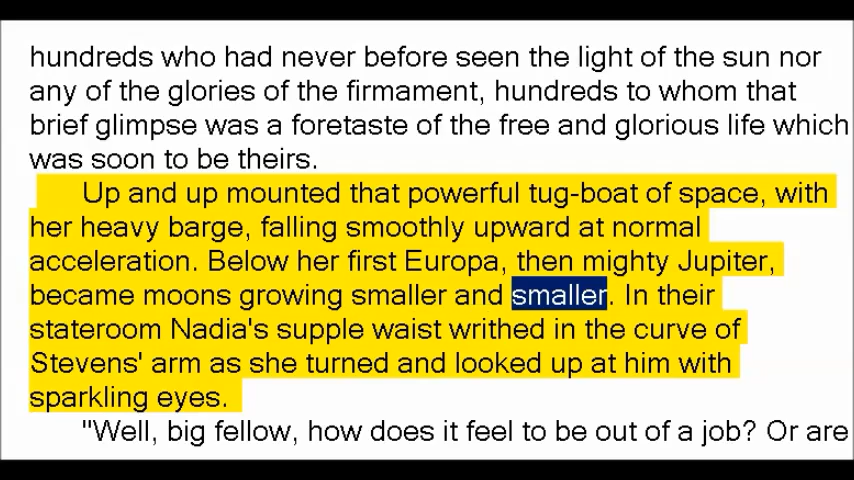 hundreds who had never before seen the light of the sun nor
any of the glories of the firmament, hundreds to whom that
brief glimpse was a foretaste of the free and glorious life which
was soon to be theirs.
Up and up mounted that powerful tug-boat of space, with
her heavy barge, falling smoothly upward at normal
acceleration. Below her first Europa, then mighty Jupiter,
became moons growing smaller and smaller. In their
stateroom Nadia's supple waist writhed in the curve of
Stevens' arm as she turned and looked up at him with
sparkling eyes.
"Well, big fellow, how does it feel to be out of a job? Or are